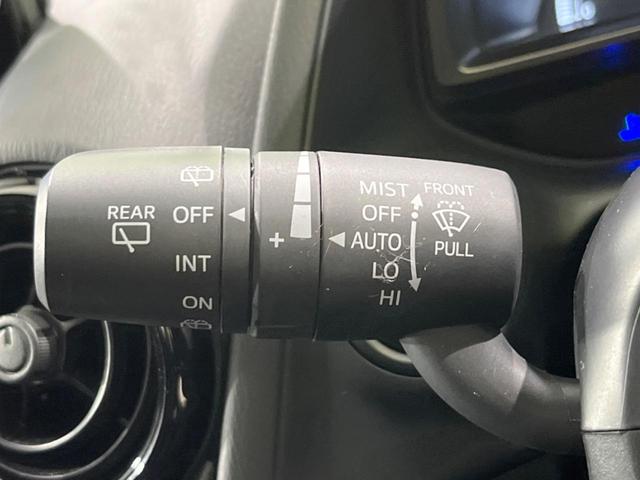 REAR
OFF
INT
ON
+
MIST
OFF
AUTO
LO
HI
FRONT
PULL